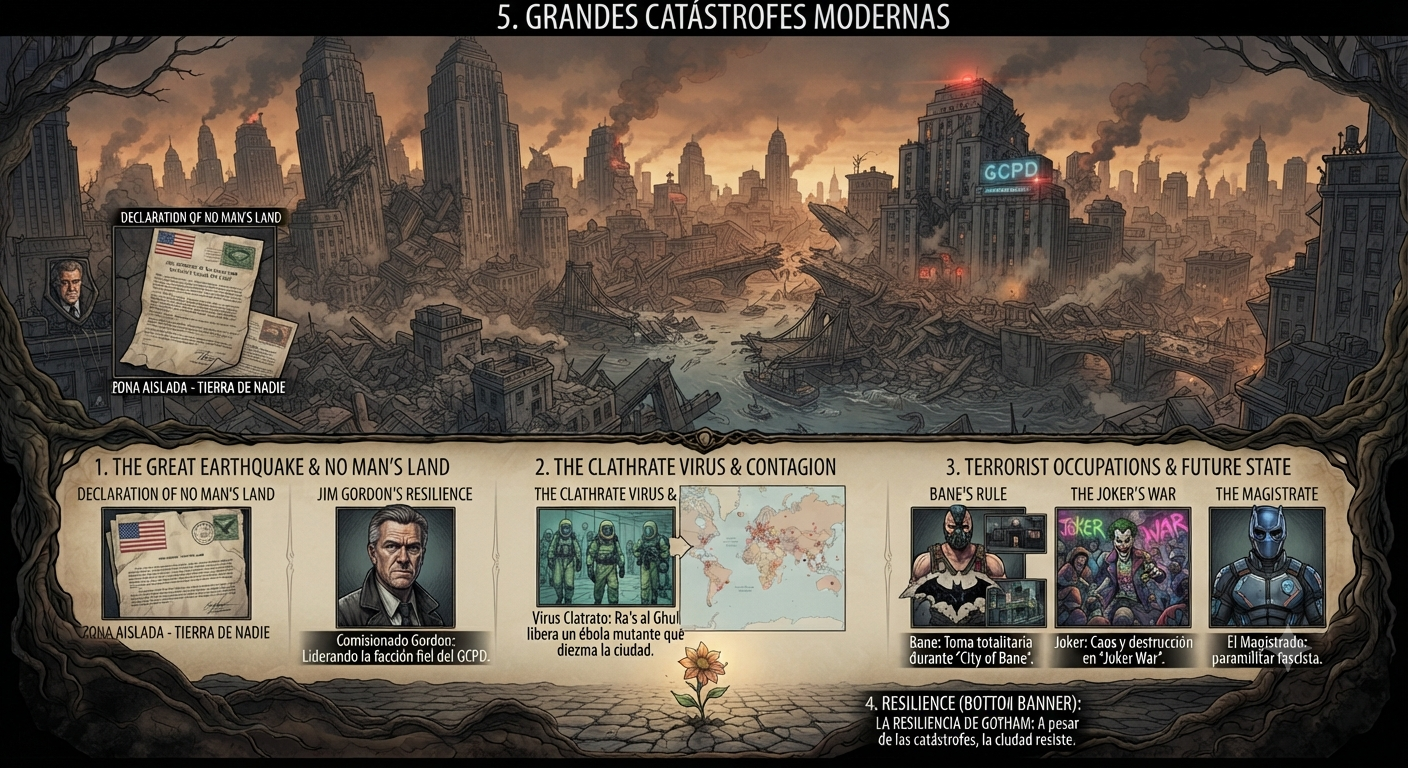 5. GRANDES CATÁSTROFES MODERNAS
GCPD
DECLARATION OF NO MAN'S LAND
ZONA AISLADA - TIERRA DE NADIE
1. THE GREAT EARTHQUAKE & NO MAN'S LAND
DECLARATION OF NO MAN'S LAND
ZONA AISLADA - TIERRA DE NADIE
JIM GORDON'S RESILIENCE
Comisionado Gordon:
Liderando la facción fiel del GCPD.
2. THE CLATHRATE VIRUS & CONTAGION
THE CLATHRATE VIRUS &
Virus Clatrato: Ra's al Ghul
libera un ébola mutante que
diezma la ciudad.
3. TERRORIST OCCUPATIONS & FUTURE STATE
BANE'S RULE
Bane: Toma totalitaria
durante "CIty of Bane".
THE JOKER'S WAR
JOKER WAR
Joker: Caos y destrucción
en "Joker War".
THE MAGISTRATE
El Magistrado:
paramilitar fascista.
4. RESILIENCE (BOTTOI BANNER):
LA RESILIENCIA DE GOTHAM: A pesar
de las catástrofes, la ciudad resiste.